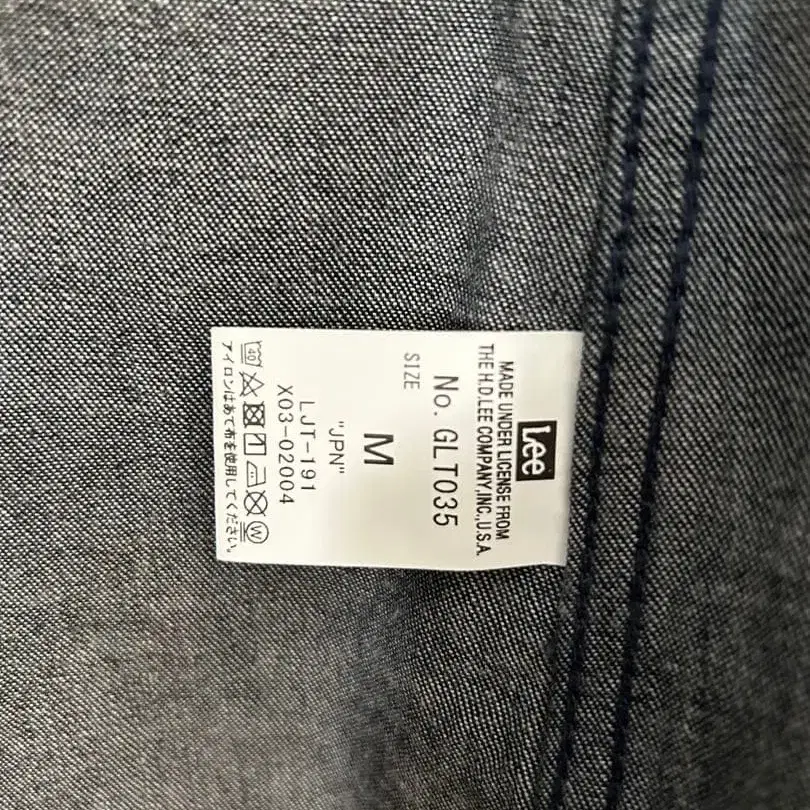 Lee
MADE UNDER LICENSE FROM
THE H.D.LEE COMPANY,INC.,U.S.A.
No. GLT035
SIZE
M
"JPN"
LJT-191
X03-02004
40 W
アイロンはあて布を使用してください。